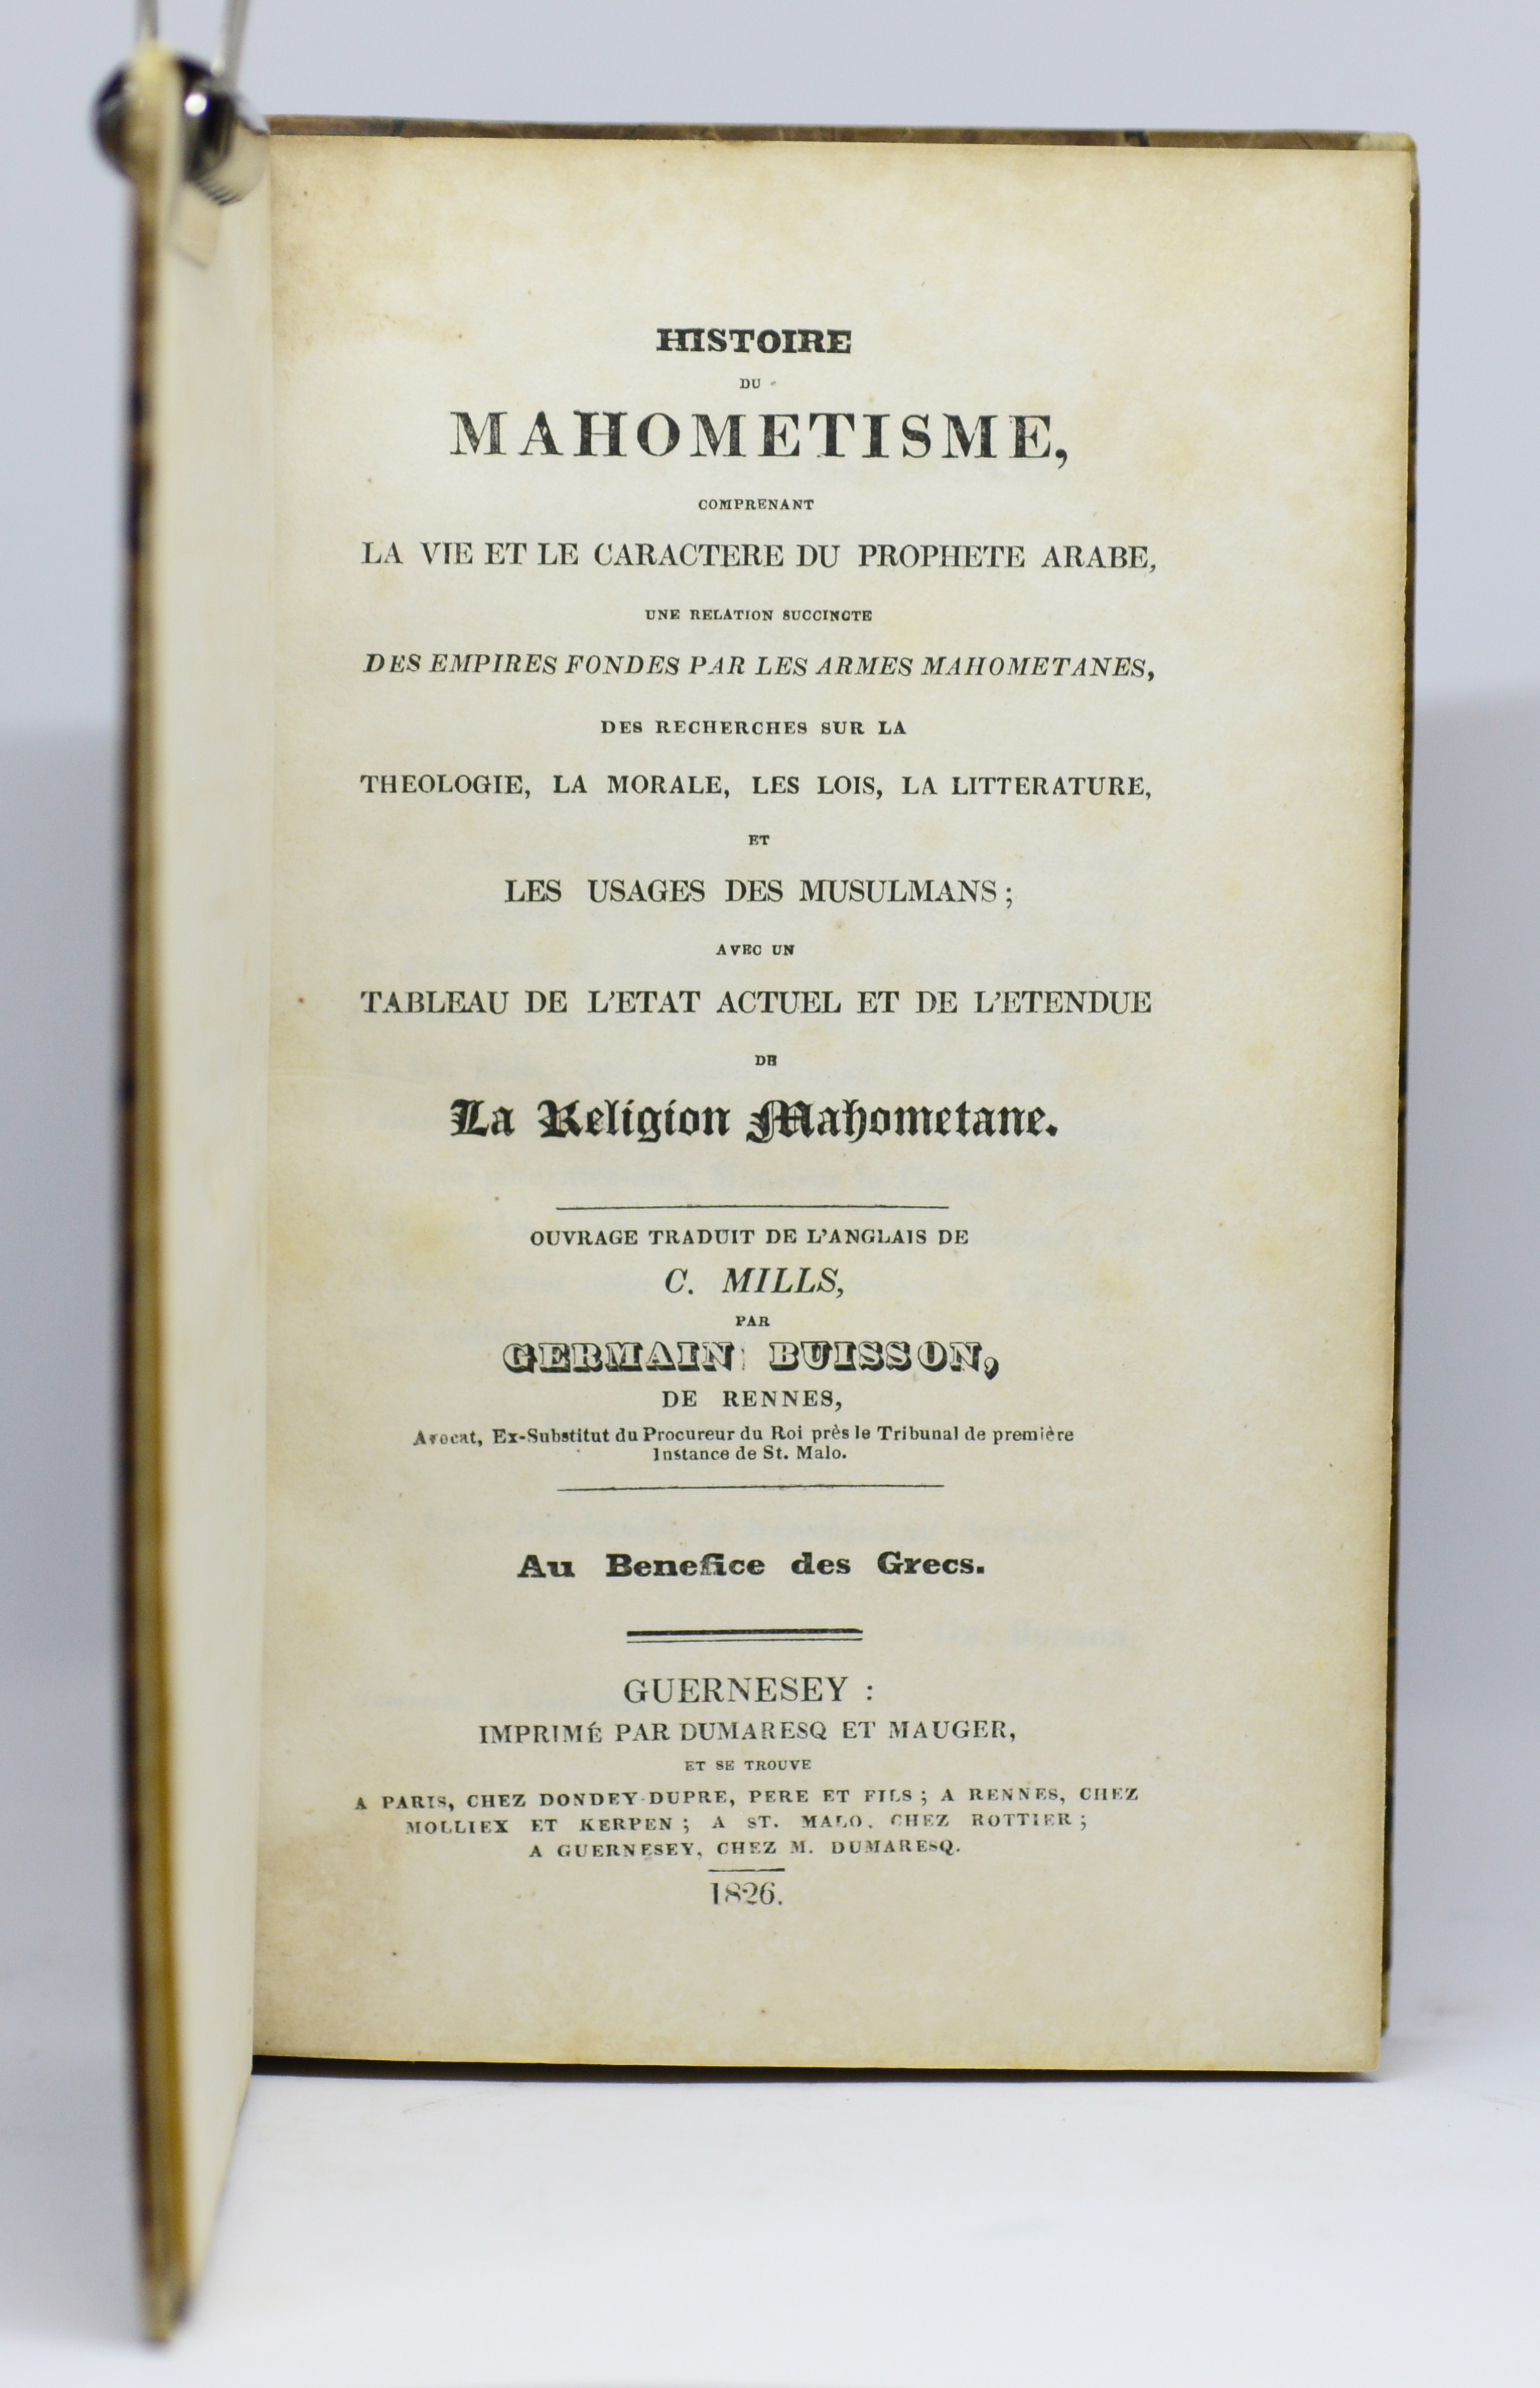 HISTOIRE
DU
MAHOMETISME,
COMPRENANT
LA VIE ET LE CARACTERE DU PROPHETE ARABE,
UNE RELATION SUCCINCTE
DES EMPIRES FONDES PAR LES ARMES MAHOMETANES,
DES RECHERCHES SUR LA
THEOLOGIE, LA MORALE, LES LOIS, LA LITTERATURE,
ET
LES USAGES DES MUSULMANS;
AVEC UN
TABLEAU DE L'ETAT ACTUEL ET DE L'ETENDUE
DE
La Religion Mahometane.
OUVRAGE TRADUIT DE L'ANGLAIS DE
C. MILLS,
PAR
GERMAIN BUISSON,
DE RENNES,
Avocat, Ex-Substitut du Procureur du Roi près le Tribunal de première
Instance de St. Malo.
Au Benefice des Grecs.
GUERNESEY :
IMPRIMÉ PAR DUMARESQ ET MAUGER,
ET SE TROUVE
A PARIS, CHEZ DONDEY-DUPRE, PERE ET FILS; A RENNES, CHEZ
MOLLIEX ET KERPEN; A ST. MALO, CHEZ ROTTIER;
A GUERNESEY, CHEZ M. DUMARESQ.
1826.